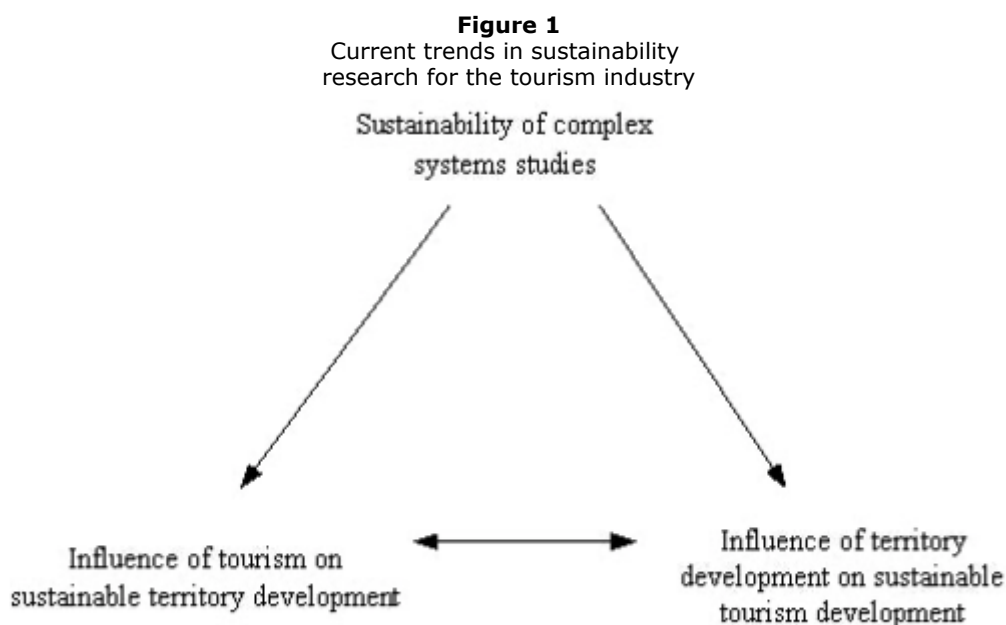 Figure 1
Current trends in sustainability
research for the tourism industry
Sustainability of complex
systems studies
Influence of tourism on
sustainable territory development
Influence of territory
development on sustainable
tourism development